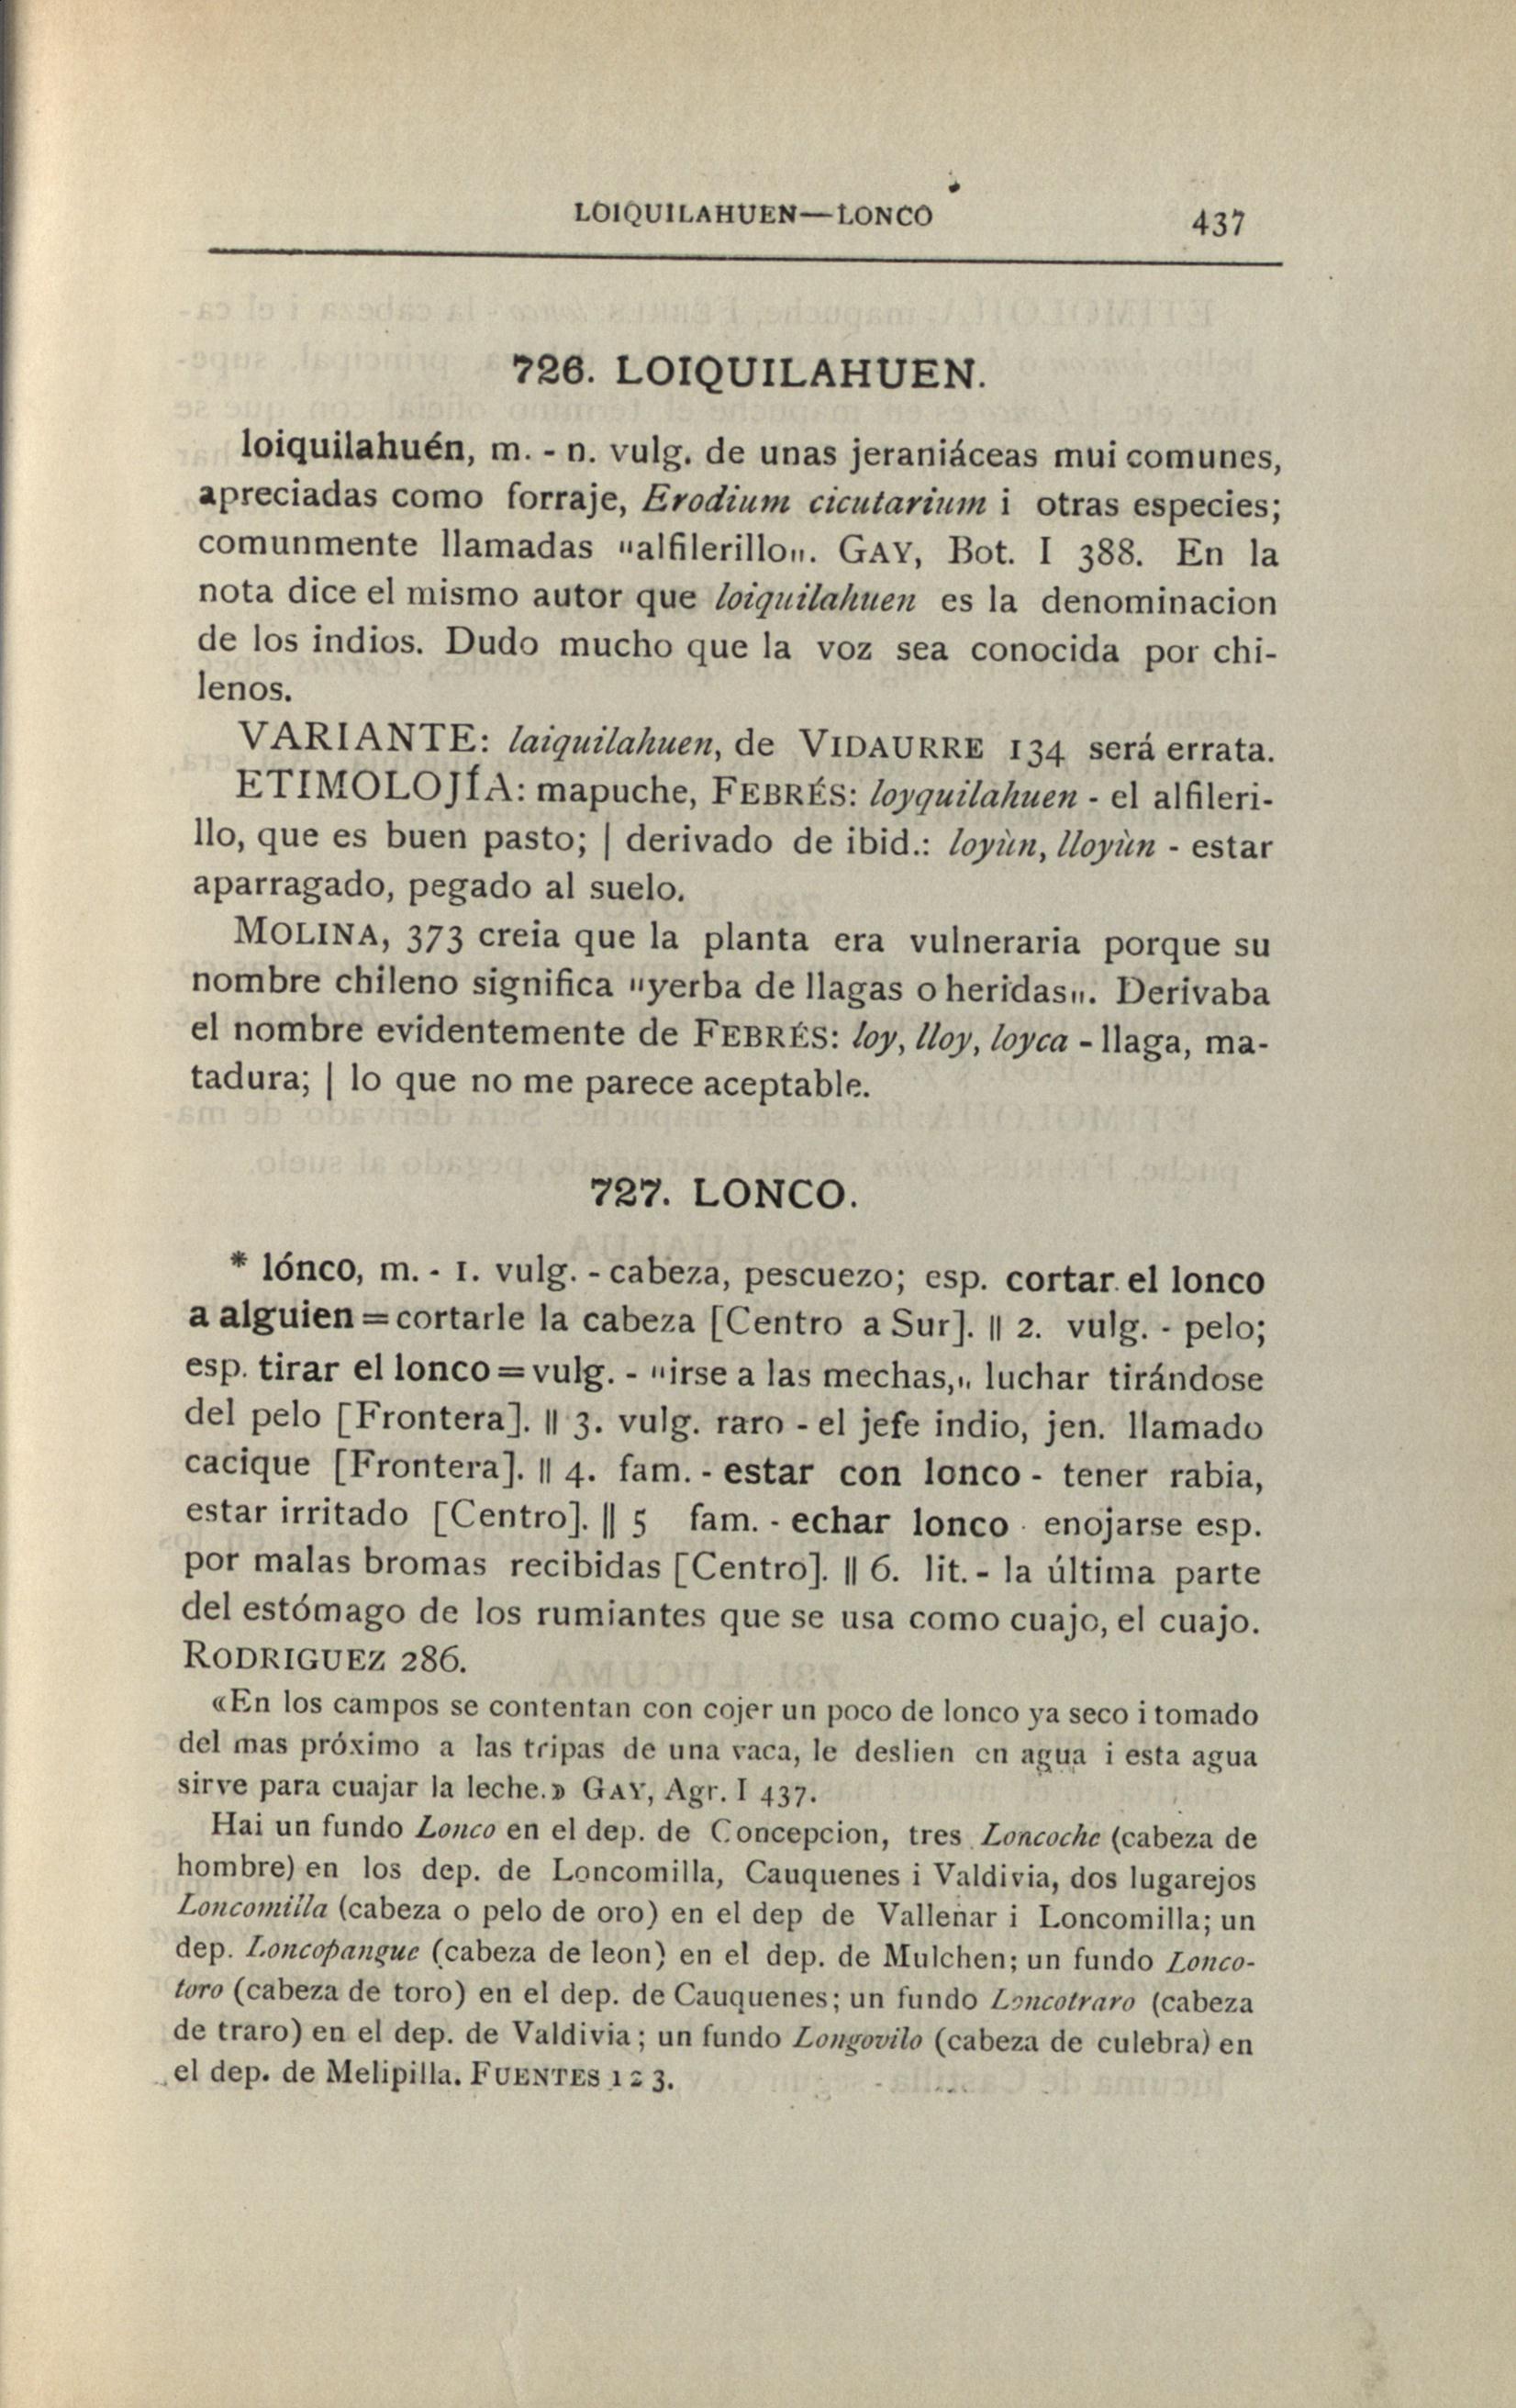 LOIQUILAHUEN—LONCO 437
726. LOIQUILAHUEN.
loiquilahuén, m. - n. vulg. de unas jeraniáceas mui comunes,
apreciadas como forraje, Erodium cicutarium i otras especies;
comunmente llamadas "alfilerillo". GAY, Bot. I 388. En la
nota dice el mismo autor que loiquilahuen es la denominacion
de los indios. Dudo mucho que la voz sea conocida por chi-
lenos.
VARIANTE: laiquilahuen, de VIDAURRE 134 será errata.
ETIMOLOJÍA: mapuche, FEBRÉS: loyquilahuen - el alfileri-
llo, que es buen pasto; | derivado de ibid.: loyùn, lloyùn - estar
aparragado, pegado al suelo.
MOLINA, 373 creia que la planta era vulneraria porque su
nombre chileno significa "yerba de llagas o heridas". Derivaba
el nombre evidentemente de FEBRÉS: loy, lloy, loyca - llaga, ma-
tadura; | lo que no me parece aceptable.
727. LONCO.
* lónco, m. - 1. vulg. - cabeza, pescuezo; esp. cortar el lonco
a alguien = cortarle la cabeza [Centro a Sur]. || 2. vulg. - pelo;
esp. tirar el lonco = vulg. - "irse a las mechas," luchar tirándose
del pelo [Frontera]. || 3. vulg. raro - el jefe indio, jen. llamado
cacique [Frontera]. || 4. fam. - estar con lonco - tener rabia,
estar irritado [Centro]. || 5 fam. - echar lonco · enojarse esp.
por malas bromas recibidas [Centro]. || 6. lit. - la última parte
del estómago de los rumiantes que se usa como cuajo, el cuajo.
RODRIGUEZ 286.
«En los campos se contentan con cojer un poco de lonco ya seco i tomado
del mas próximo a las tripas de una vaca, le deslien en agua i esta agua
sirve para cuajar la leche.» GAY, Agr. I 437.
Hai un fundo Lonco en el dep. de Concepcion, tres Loncoche (cabeza de
hombre) en los dep. de Loncomilla, Cauquenes i Valdivia, dos lugarejos
Loncomilla (cabeza o pelo de oro) en el dep de Vallenar i Loncomilla; un
dep. Loncopangue (cabeza de leon) en el dep. de Mulchen; un fundo Lonco-
toro (cabeza de toro) en el dep. de Cauquenes; un fundo Loncotraro (cabeza
de traro) en el dep. de Valdivia; un fundo Longovilo (cabeza de culebra) en
el dep. de Melipilla. FUENTES 123.